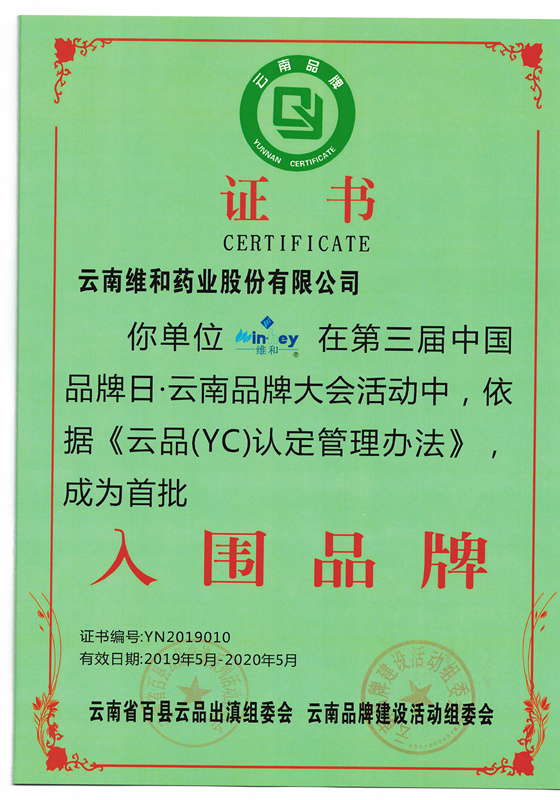 云南品牌
YUNNAN CERTIFICATE
证书
CERTIFICATE
云南维和药业股份有限公司
你单位 Win-hey 维和 ® 在第三届中国
品牌日·云南品牌大会活动中，依
据《云品(YC)认定管理办法》，
成为首批
入围品牌
证书编号:YN2019010
有效日期:2019年5月-2020年5月
云南省百县云品出滇组委会 云南品牌建设活动组委会